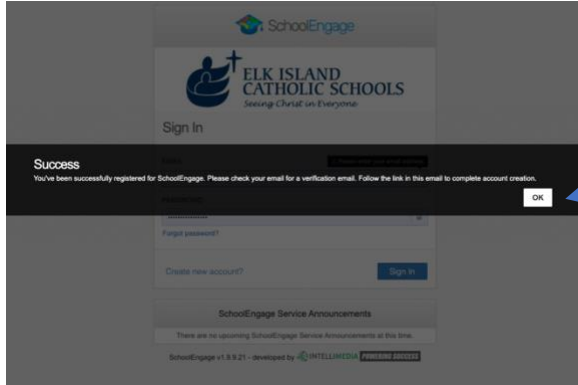 SchoolEngage
ELK ISLAND
CATHOLIC SCHOOLS
Seeing Christ in Everyone
Sign In
Success
You've been successfully registered for SchoolEngage. Please check your email for a verification email. Follow the link in this email to complete account creation.
OK
Forgot password?
Create new account?
Sign In
SchoolEngage Service Announcements
There are no upcoming SchoolEngage Service Announcements at this time.
SchoolEngage v1.9.9.21 - developed by INTELLIMEDIA POWERING SUCCESS